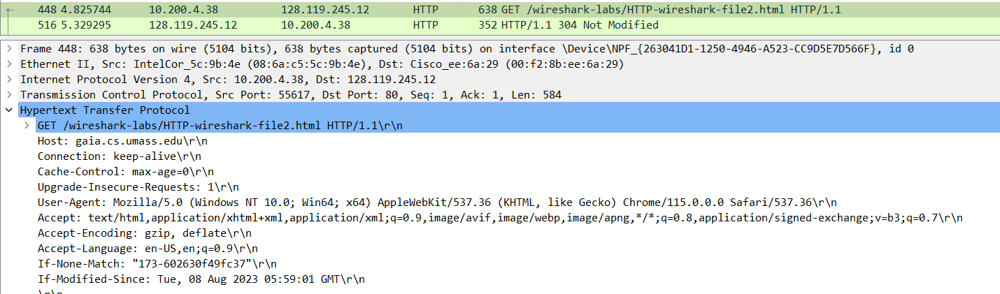 448 4.825744 10.200.4.38 128.119.245.12 HTTP 638 GET /wireshark-labs/HTTP-wireshark-file2.html HTTP/1.1
516 5.329295 128.119.245.12 10.200.4.38 HTTP 352 HTTP/1.1 304 Not Modified
Frame 448: 638 bytes on wire (5104 bits), 638 bytes captured (5104 bits) on interface \Device\NPF_{263041D1-1250-4946-A523-CC9D5E7D566F}, id 0
Ethernet II, Src: IntelCor_5c:9b:4e (08:6a:c5:5c:9b:4e), Dst: Cisco_ee:6a:29 (00:f2:8b:ee:6a:29)
Internet Protocol Version 4, Src: 10.200.4.38, Dst: 128.119.245.12
Transmission Control Protocol, Src Port: 55617, Dst Port: 80, Seq: 1, Ack: 1, Len: 584
Hypertext Transfer Protocol
GET /wireshark-labs/HTTP-wireshark-file2.html HTTP/1.1\r\n
Host: gaia.cs.umass.edu\r\n
Connection: keep-alive\r\n
Cache-Control: max-age=0\r\n
Upgrade-Insecure-Requests: 1\r\n
User-Agent: Mozilla/5.0 (Windows NT 10.0; Win64; x64) AppleWebKit/537.36 (KHTML, like Gecko) Chrome/115.0.0.0 Safari/537.36\r\n
Accept: text/html,application/xhtml+xml,application/xml;q=0.9,image/avif,image/webp,image/apng,*/*;q=0.8,application/signed-exchange;v=b3;q=0.7\r\n
Accept-Encoding: gzip, deflate\r\n
Accept-Language: en-US,en;q=0.9\r\n
If-None-Match: "173-602630f49fc37"\r\n
If-Modified-Since: Tue, 08 Aug 2023 05:59:01 GMT\r\n
\r\n